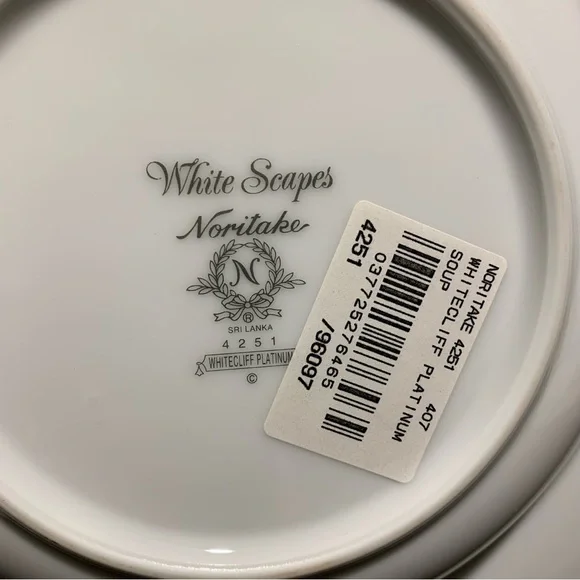 White Scapes
Noritake
N
®
SRI LANKA
4251
WHITECLIFF PLATINUM
©
NORITAKE 4251 407
WHITECLIFF PLATINUM
SOUP
037725276465
4251 /96097